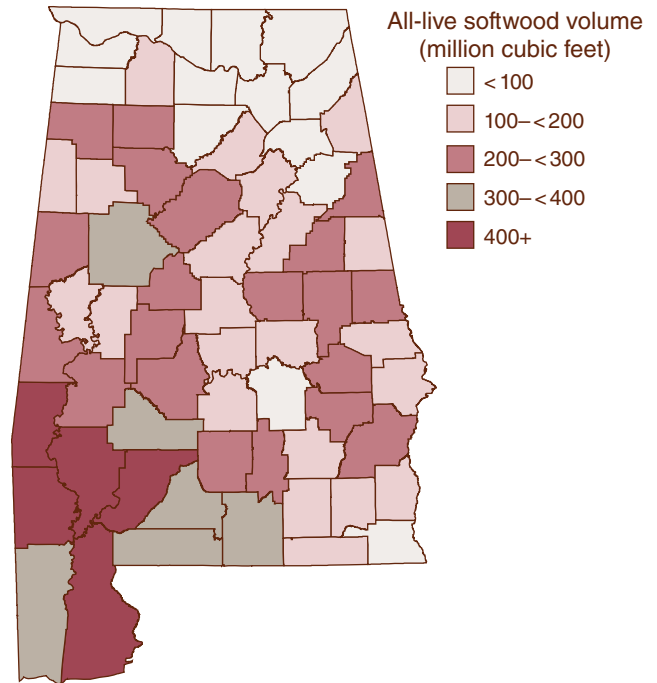 All-live softwood volume
(million cubic feet)
< 100
100–< 200
200–< 300
300–< 400
400+